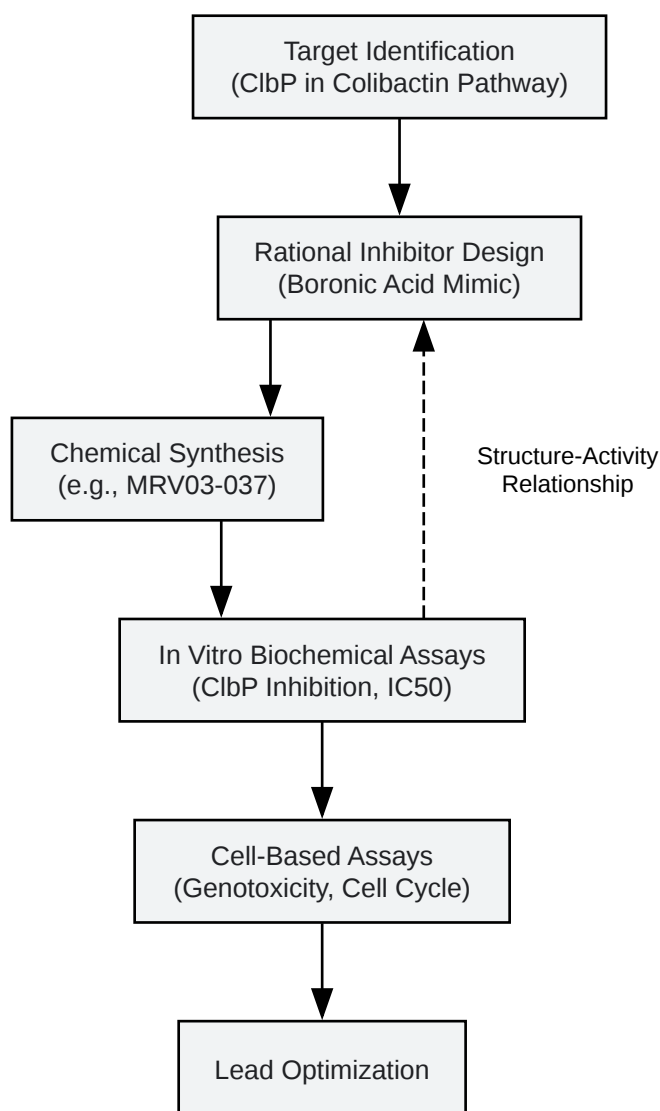 Target Identification
(ClbP in Colibactin Pathway)
Rational Inhibitor Design
(Boronic Acid Mimic)
Chemical Synthesis
(e.g., MRV03-037)
Structure-Activity
Relationship
In Vitro Biochemical Assays
(ClbP Inhibition, IC50)
Cell-Based Assays
(Genotoxicity, Cell Cycle)
Lead Optimization